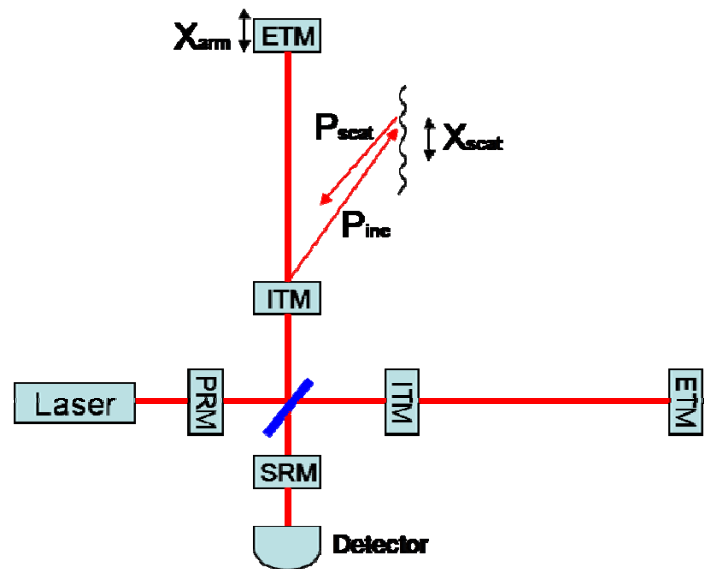 Xarm
ETM
Pscat
Xscat
Pinc
ITM
Laser
PRM
ITM
ETM
SRM
Detector